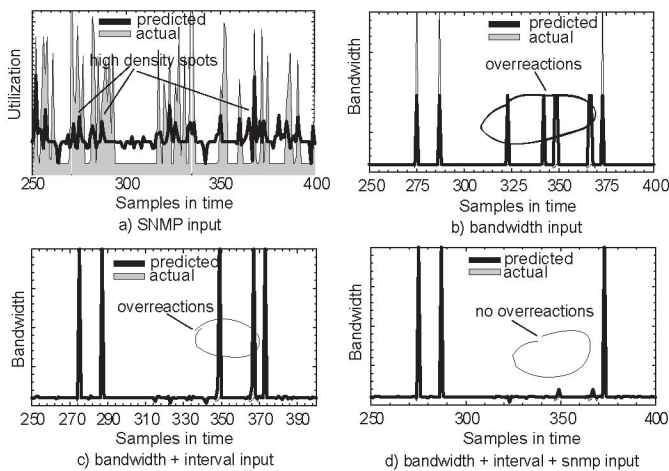 predicted
actual
high density spots
Utilization
250 300 350 400
Samples in time
a) SNMP input
predicted
actual
overreactions
Bandwidth
250 275 300 325 350 375 400
Samples in time
b) bandwidth input
predicted
actual
overreactions
Bandwidth
250 270 290 310 330 350 370 390
Samples in time
c) bandwidth + interval input
predicted
actual
no overreactions
Bandwidth
250 300 350 400
Samples in time
d) bandwidth + interval + snmp input